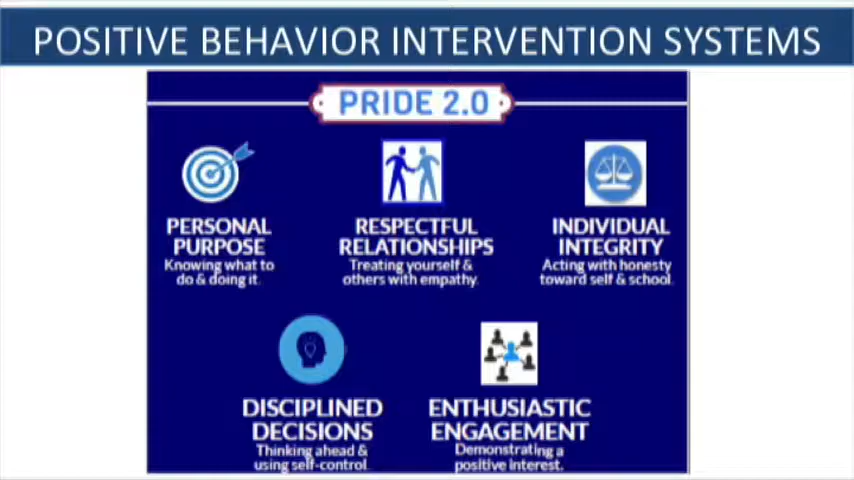 POSITIVE BEHAVIOR INTERVENTION SYSTEMS
PRIDE 2.0
PERSONAL
PURPOSE
Knowing what to
do & doing it.
RESPECTFUL
RELATIONSHIPS
Treating yourself &
others with empathy.
INDIVIDUAL
INTEGRITY
Acting with honesty
toward self & school.
DISCIPLINED
DECISIONS
Thinking ahead &
using self-control.
ENTHUSIASTIC
ENGAGEMENT
Demonstrating a
positive interest.